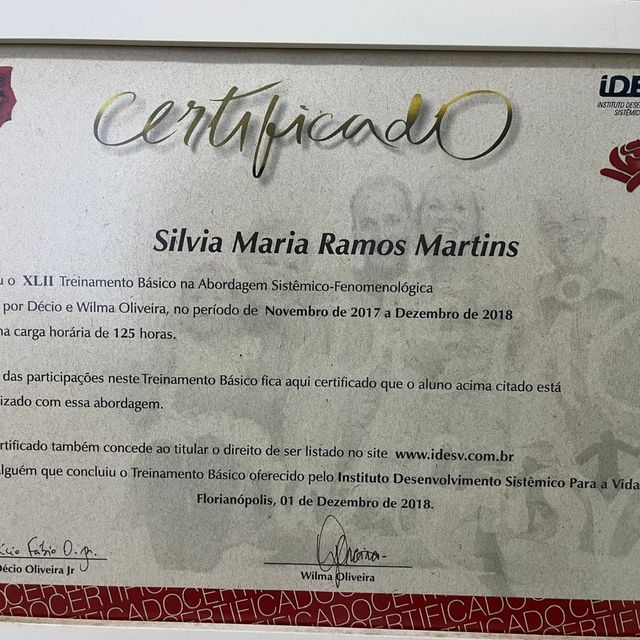 Certificado
INSTITUTO
Silvia Maria Ramos Martins
o XLII Treinamento Básico na Abordagem Sistêmico-Fenomenológica
por Décio e Wilma Oliveira, no período de Novembro de 2017 a Dezembro de 2018
carga horária de 125 horas.
das participações neste Treinamento Básico fica aqui certificado que o aluno acima citado está
com essa abordagem.
também concede ao titular o direito de ser listado no site www.idesv.com.br
alguém que concluiu o Treinamento Básico oferecido pelo Instituto Desenvolvimento Sistêmico Para a Vida
Florianópolis, 01 de Dezembro de 2018.
Décio Oliveira Jr
Wilma Oliveira
CERTIFICADO CERTIFICADO